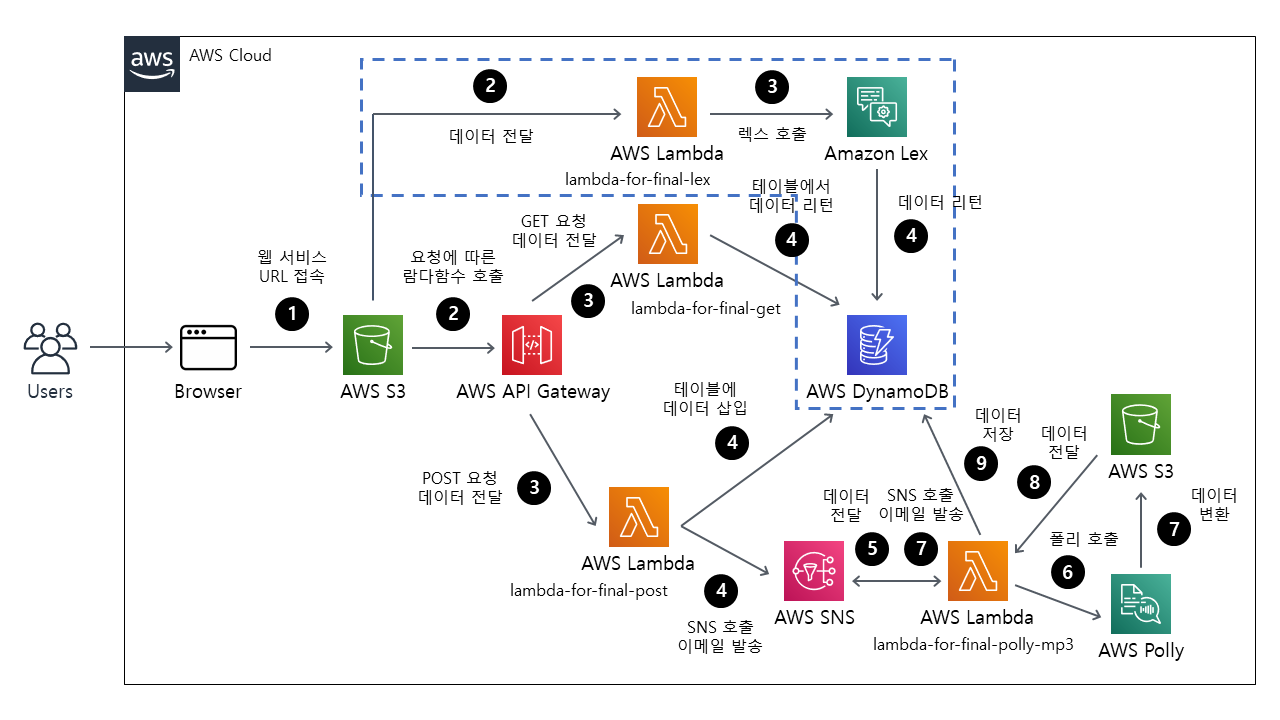 aws
AWS Cloud
2
데이터 전달
AWS Lambda
lambda-for-final-lex
3
렉스 호출
Amazon Lex
데이터 리턴
4
GET 요청
데이터 전달
3
AWS Lambda
lambda-for-final-get
테이블에서
데이터 리턴
4
Users
Browser
웹 서비스
URL 접속
1
AWS S3
요청에 따른
람다함수 호출
2
AWS API Gateway
AWS DynamoDB
테이블에
데이터 삽입
4
POST 요청
데이터 전달
3
AWS Lambda
lambda-for-final-post
4
SNS 호출
이메일 발송
AWS SNS
데이터
전달
5
SNS 호출
이메일 발송
7
AWS Lambda
lambda-for-final-polly-mp3
데이터
저장
9
데이터
전달
8
AWS S3
폴리 호출
6
데이터
변환
7
AWS Polly